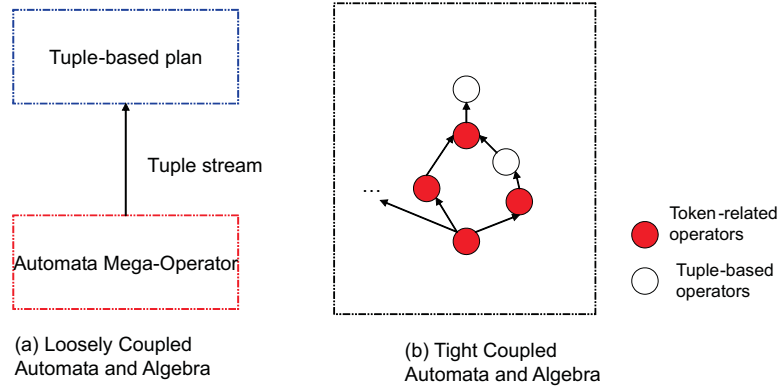 Tuple-based plan
Tuple stream
Automata Mega-Operator
(a) Loosely Coupled
Automata and Algebra
...
Token-related
operators
Tuple-based
operators
(b) Tight Coupled
Automata and Algebra